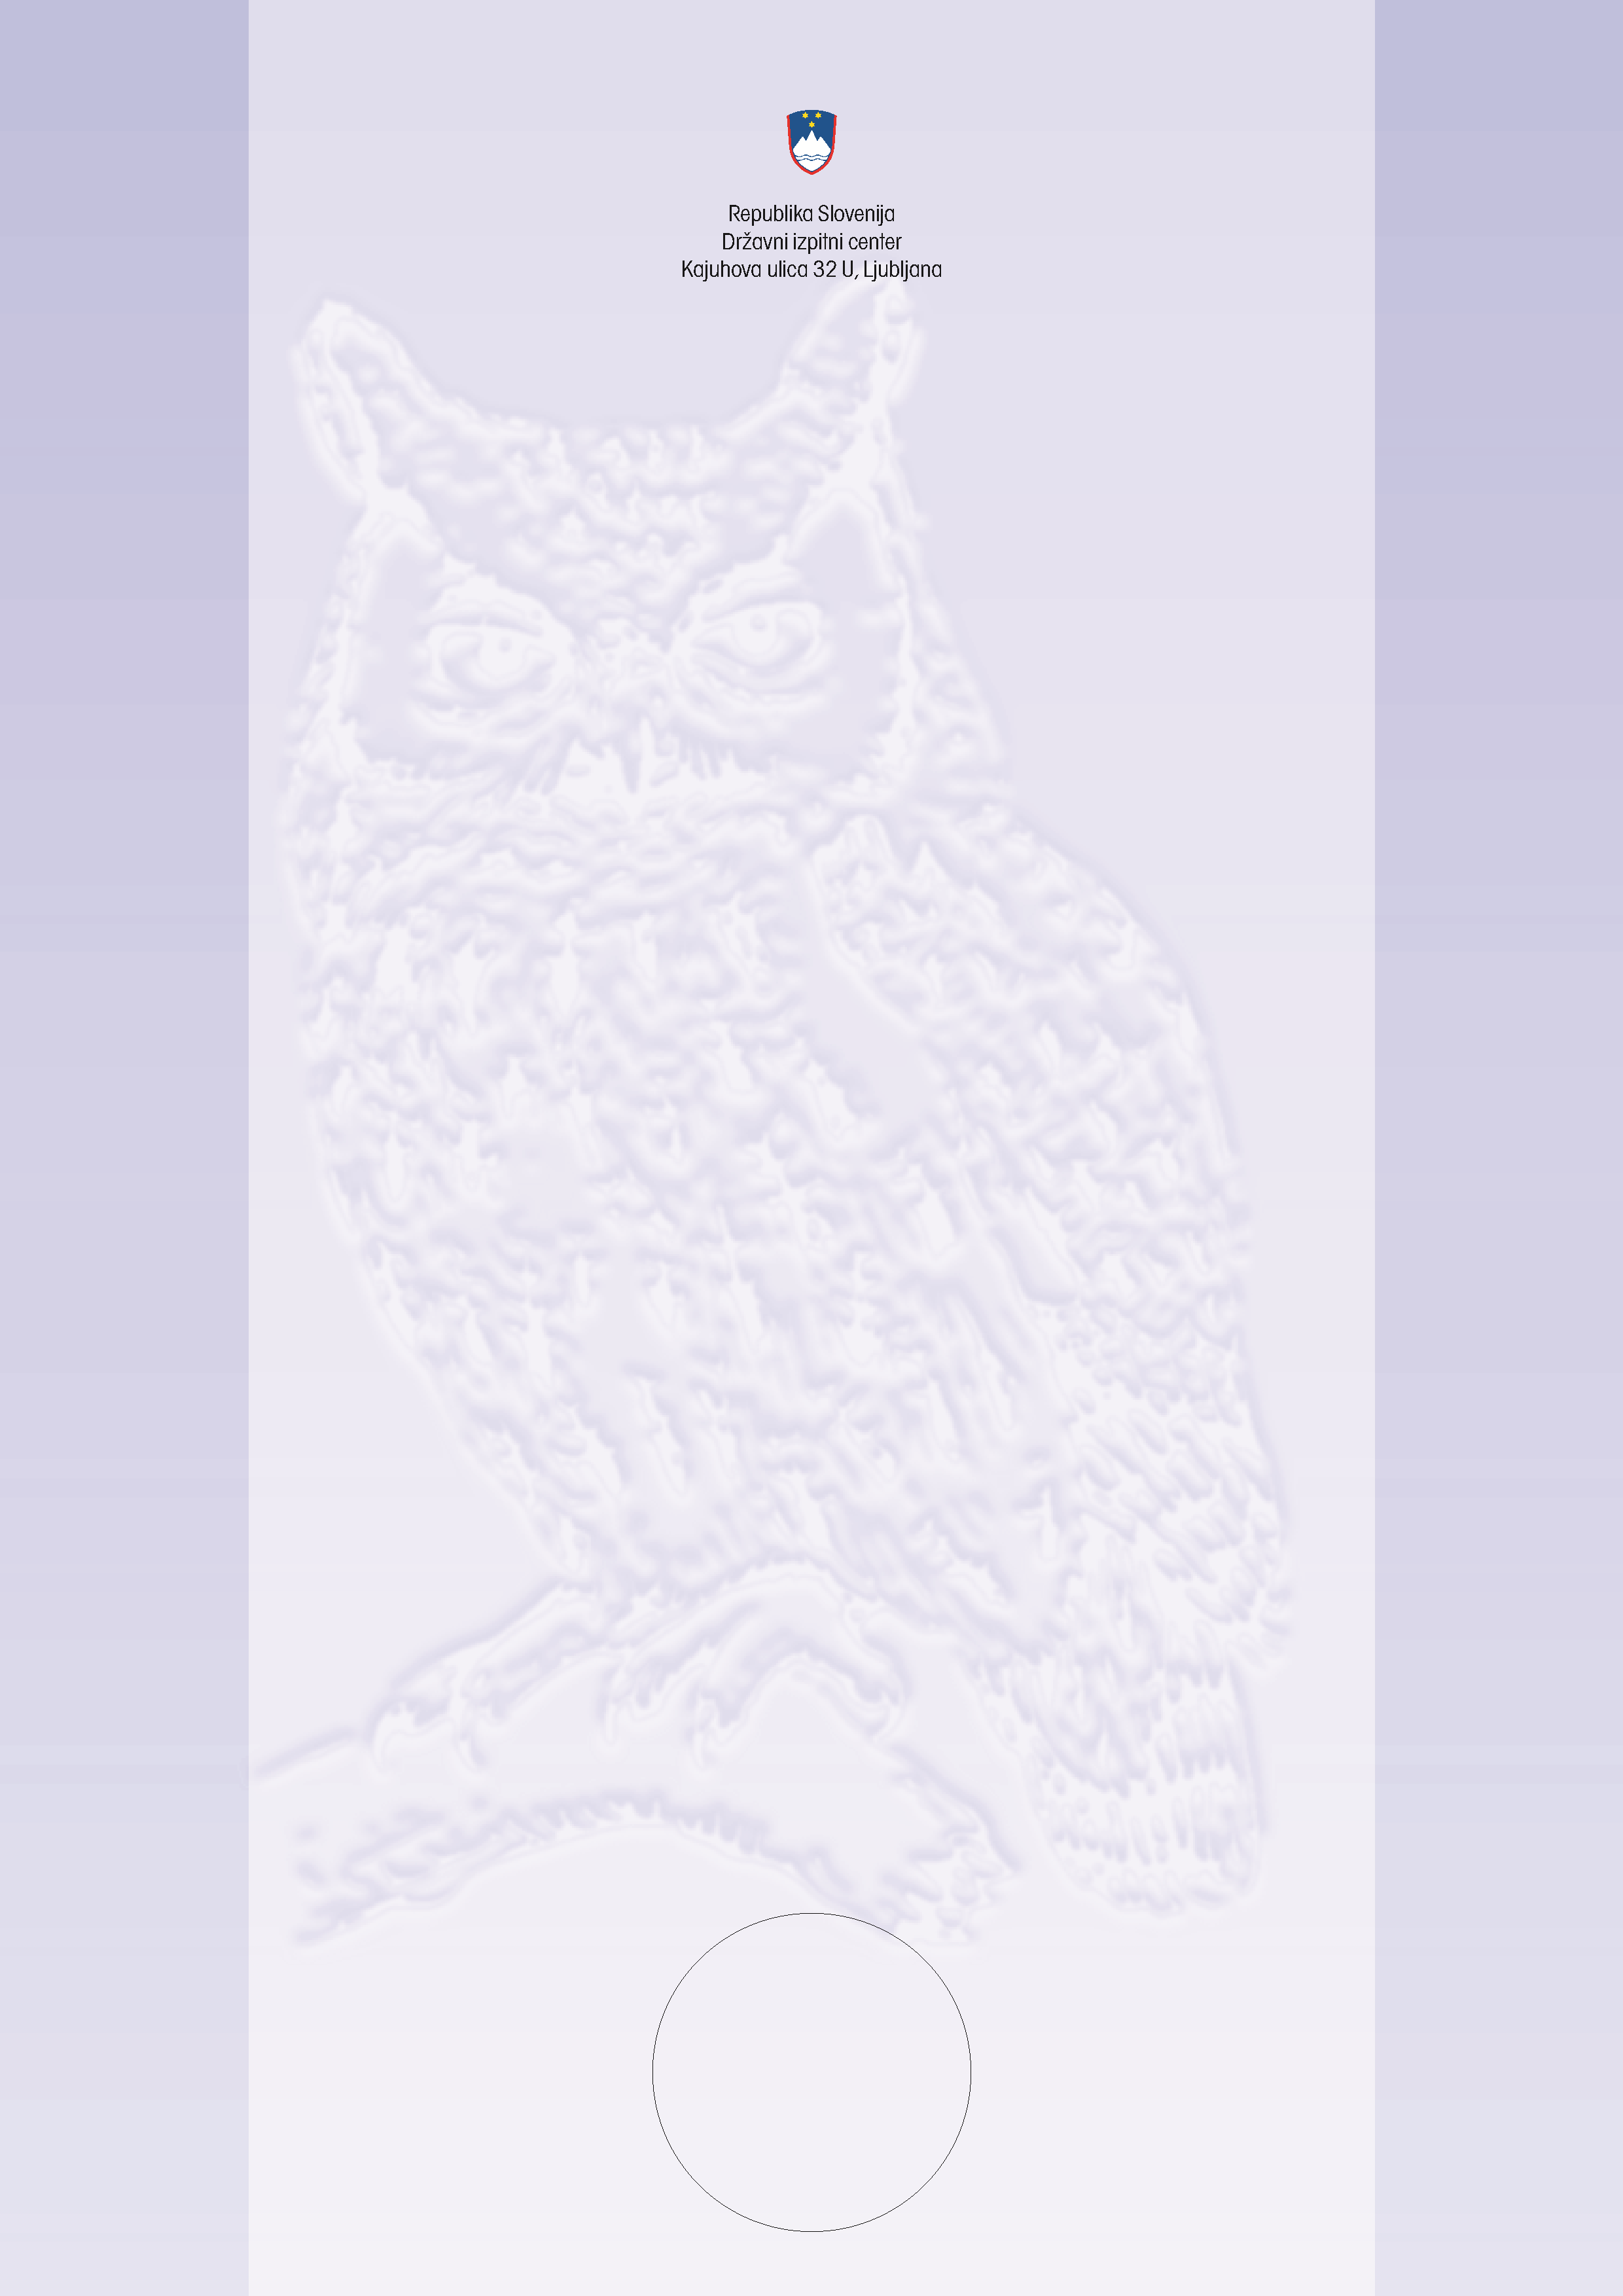 Republika Slovenija
Državni izpitni center
Kajuhova ulica 32 U, Ljubljana